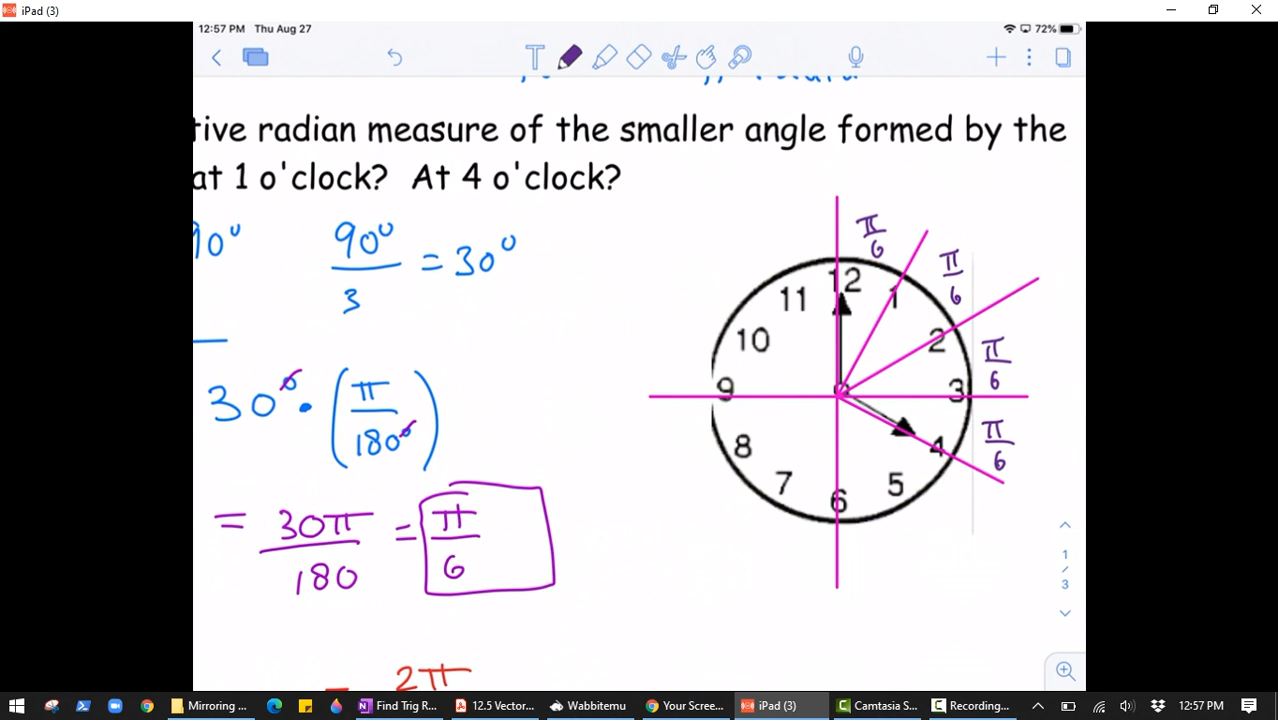 iPad (3)
12:57 PM Thu Aug 27
72%
T
tive radian measure of the smaller angle formed by the
at 1 o'clock? At 4 o'clock?
90°
90° / 3 = 30°
30° • (π / 180°)
= 30π / 180 = π / 6
2π
π / 6
π / 6
π / 6
π / 6
12
11
1
10
2
9
3
8
4
7
5
6
1 / 3
Mirroring ...
Find Trig R...
12.5 Vector...
Wabbitemu
Your Scree...
iPad (3)
Camtasia S...
Recording...
12:57 PM